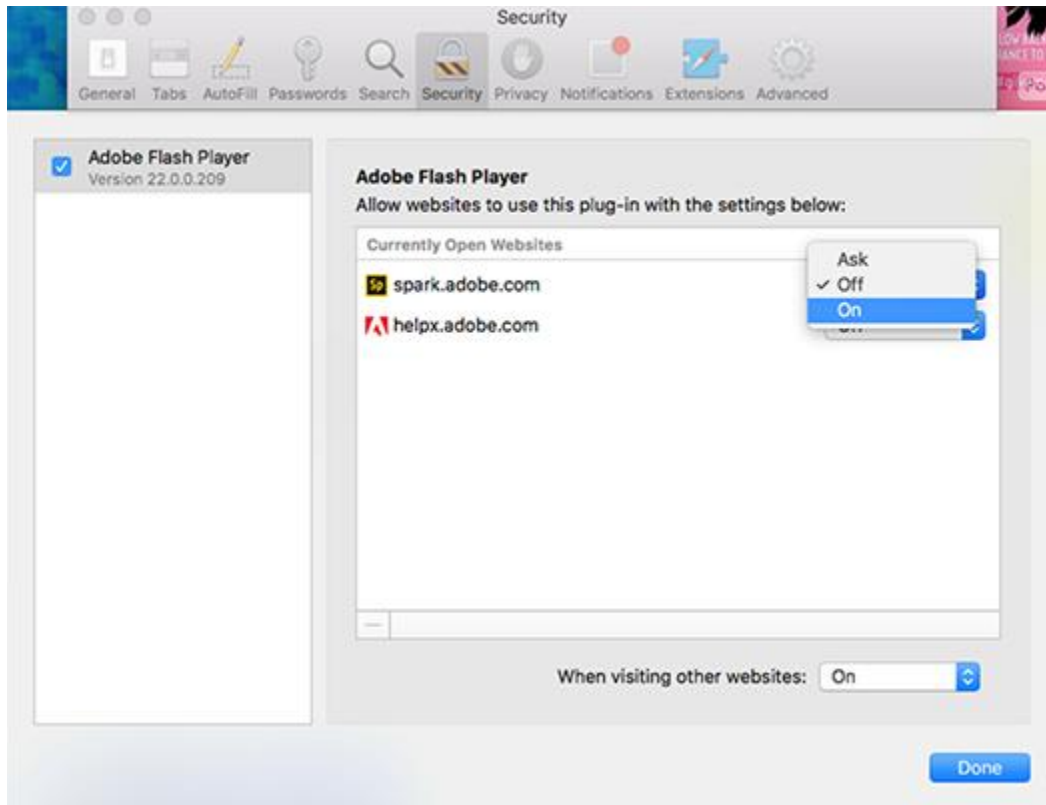 Security
General Tabs AutoFill Passwords Search Security Privacy Notifications Extensions Advanced
Adobe Flash Player
Version 22.0.0.209
Adobe Flash Player
Allow websites to use this plug-in with the settings below:
Currently Open Websites
Ask
Sp spark.adobe.com
✓ Off
On
helpx.adobe.com
When visiting other websites: On
Done